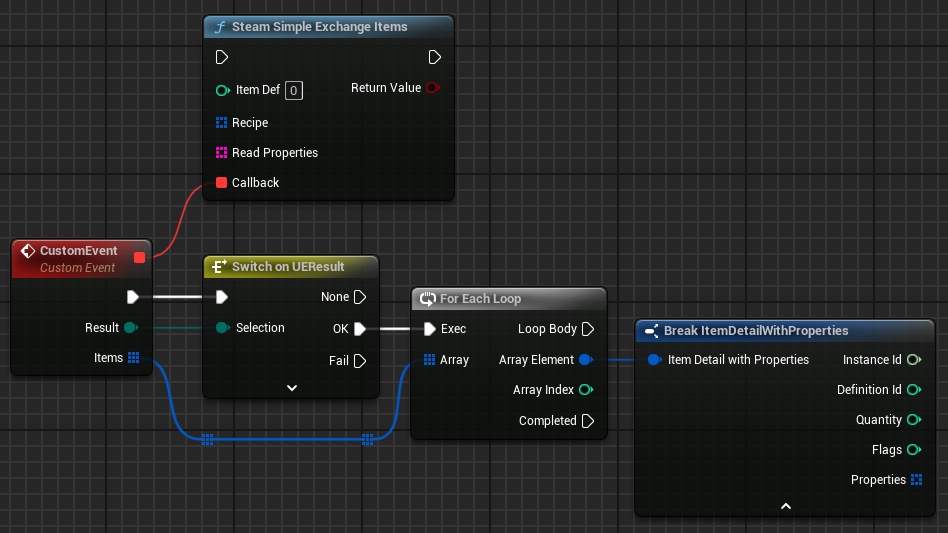 Steam Simple Exchange Items
Item Def 0 Return Value
Recipe
Read Properties
Callback
CustomEvent
Custom Event
Result
Items
Switch on UEResult
None
Selection OK
Fail
For Each Loop
Exec Loop Body
Array Array Element
Array Index
Completed
Break ItemDetailWithProperties
Item Detail with Properties Instance Id
Definition Id
Quantity
Flags
Properties